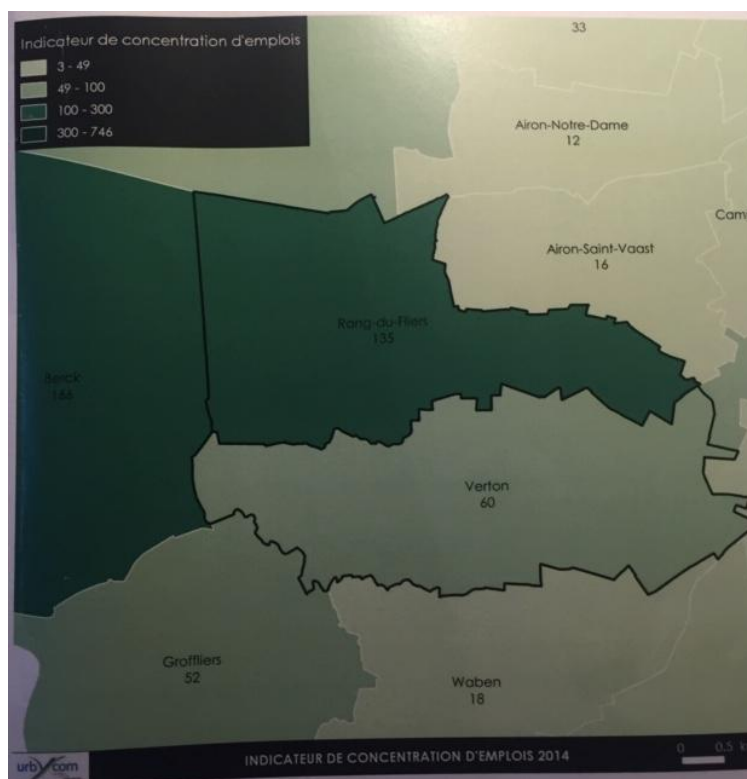 Indicateur de concentration d'emplois
3 - 49
49 - 100
100 - 300
300 - 746
33
Airon-Notre-Dame
12
Cam
Airon-Saint-Vaast
16
Rang-du-Fliers
135
Berck
Verton
60
Groffliers
52
Waben
18
urbycom
INDICATEUR DE CONCENTRATION D'EMPLOIS 2014
0 0.5 k